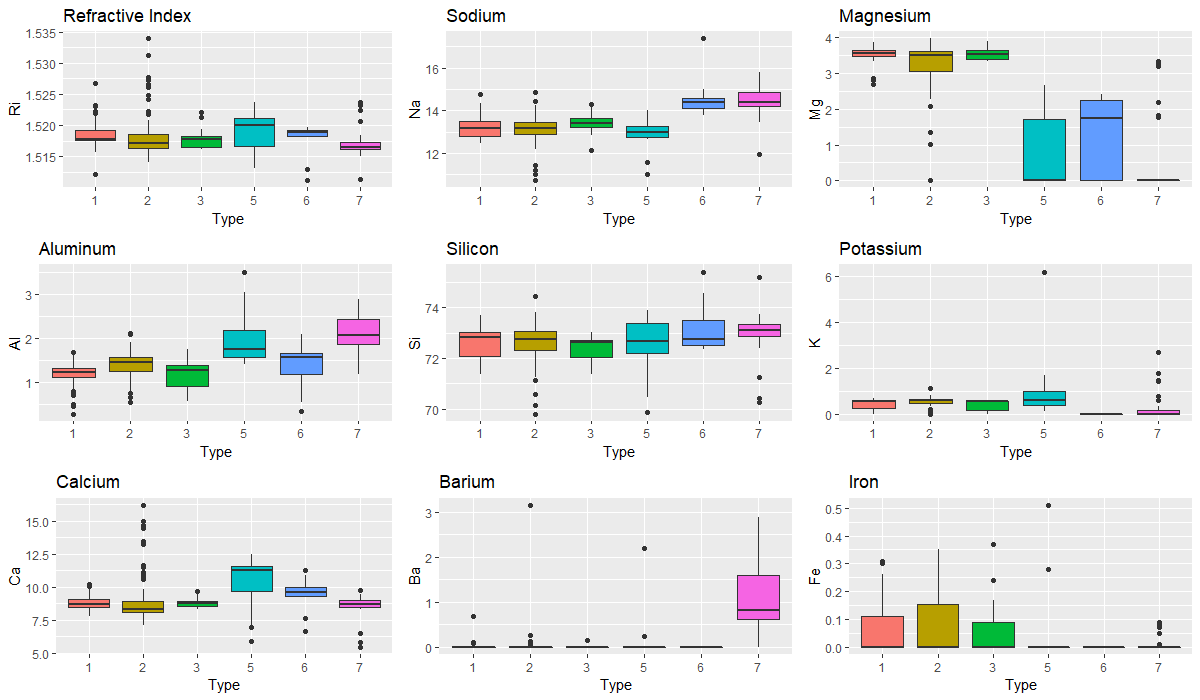 Refractive Index
Ri
1.535
1.530
1.525
1.520
1.515
1 2 3 5 6 7
Type
Sodium
Na
16
14
12
1 2 3 5 6 7
Type
Magnesium
Mg
4
3
2
1
0
1 2 3 5 6 7
Type
Aluminum
Al
3
2
1
1 2 3 5 6 7
Type
Silicon
Si
74
72
70
1 2 3 5 6 7
Type
Potassium
K
6
4
2
0
1 2 3 5 6 7
Type
Calcium
Ca
15.0
12.5
10.0
7.5
5.0
1 2 3 5 6 7
Type
Barium
Ba
3
2
1
0
1 2 3 5 6 7
Type
Iron
Fe
0.5
0.4
0.3
0.2
0.1
0.0
1 2 3 5 6 7
Type